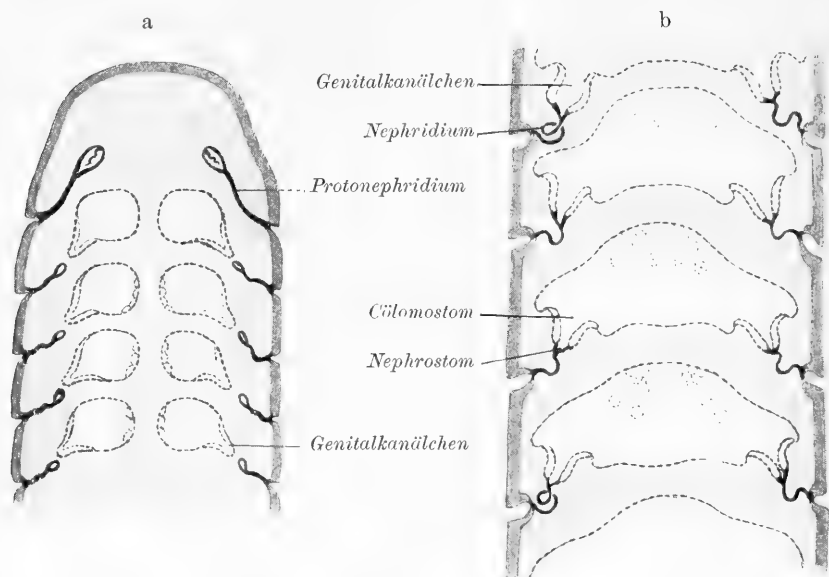 a
b
Genitalkanälchen
Nephridium
Protonephridium
Cölomostom
Nephrostom
Genitalkanälchen